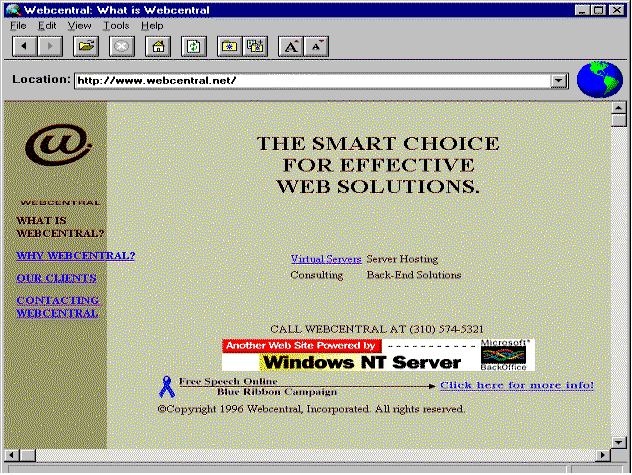 Webcentral: What is Webcentral
File Edit View Tools Help
Location: http://www.webcentral.net/
WEBCENTRAL
WHAT IS
WEBCENTRAL?
WHY WEBCENTRAL?
OUR CLIENTS
CONTACTING
WEBCENTRAL
THE SMART CHOICE
FOR EFFECTIVE
WEB SOLUTIONS.
Virtual Servers Server Hosting
Consulting Back-End Solutions
CALL WEBCENTRAL AT (310) 574-5321
Another Web Site Powered by
Windows NT Server
Microsoft
BackOffice
Free Speech Online
Blue Ribbon Campaign
Click here for more info!
©Copyright 1996 Webcentral, Incorporated. All rights reserved.